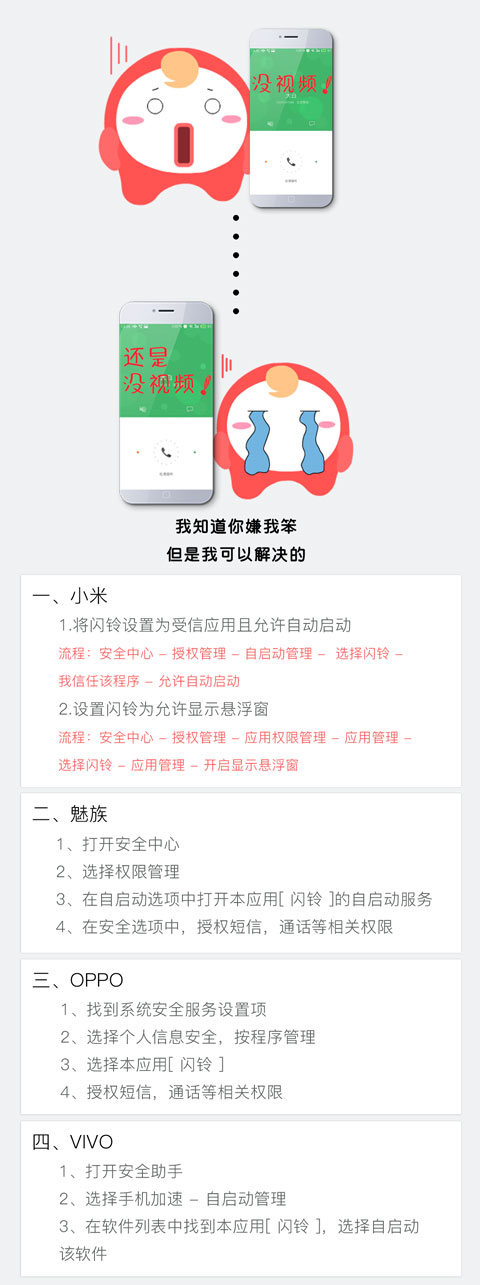 没视频!
还是
没视频!
我知道你嫌我笨
但是我可以解决的
一、小米
1.将闪铃设置为受信应用且允许自动启动
流程：安全中心 – 授权管理 – 自启动管理 – 选择闪铃 –
我信任该程序 – 允许自动启动
2.设置闪铃为允许显示悬浮窗
流程：安全中心 – 授权管理 – 应用权限管理 – 应用管理 –
选择闪铃 – 应用管理 – 开启显示悬浮窗
二、魅族
1、打开安全中心
2、选择权限管理
3、在自启动选项中打开本应用[ 闪铃 ]的自启动服务
4、在安全选项中，授权短信，通话等相关权限
三、OPPO
1、找到系统安全服务设置项
2、选择个人信息安全，按程序管理
3、选择本应用[ 闪铃 ]
4、授权短信，通话等相关权限
四、VIVO
1、打开安全助手
2、选择手机加速 – 自启动管理
3、在软件列表中找到本应用[ 闪铃 ]，选择自启动
该软件